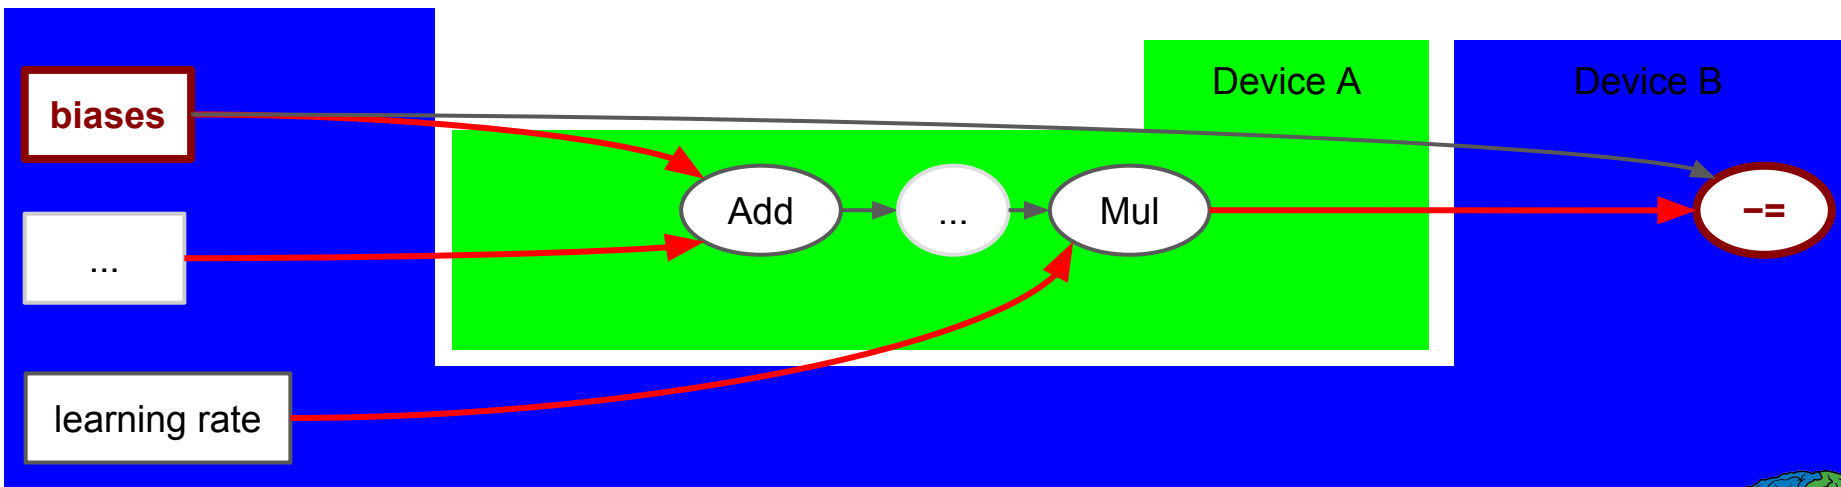 Device A
Device B
biases
Add
...
Mul
−=
...
learning rate